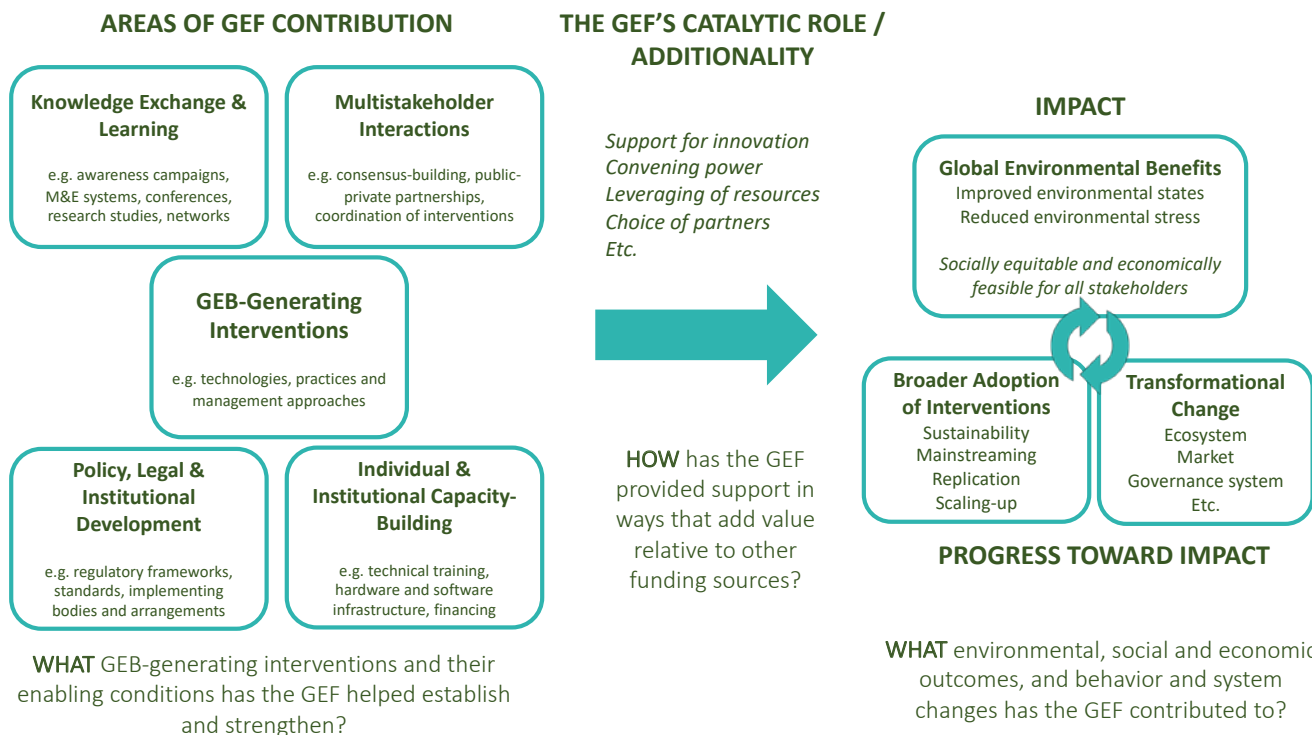 AREAS OF GEF CONTRIBUTION
Knowledge Exchange &
Learning
e.g. awareness campaigns,
M&E systems, conferences,
research studies, networks
Multistakeholder
Interactions
e.g. consensus-building, public-
private partnerships,
coordination of interventions
GEB-Generating
Interventions
e.g. technologies, practices and
management approaches
Policy, Legal &
Institutional
Development
e.g. regulatory frameworks,
standards, implementing
bodies and arrangements
Individual &
Institutional Capacity-
Building
e.g. technical training,
hardware and software
infrastructure, financing
WHAT GEB-generating interventions and their
enabling conditions has the GEF helped establish
and strengthen?
THE GEF'S CATALYTIC ROLE /
ADDITIONALITY
Support for innovation
Convening power
Leveraging of resources
Choice of partners
Etc.
HOW has the GEF
provided support in
ways that add value
relative to other
funding sources?
IMPACT
Global Environmental Benefits
Improved environmental states
Reduced environmental stress
Socially equitable and economically
feasible for all stakeholders
Broader Adoption
of Interventions
Sustainability
Mainstreaming
Replication
Scaling-up
Transformational
Change
Ecosystem
Market
Governance system
Etc.
PROGRESS TOWARD IMPACT
WHAT environmental, social and economic
outcomes, and behavior and system
changes has the GEF contributed to?